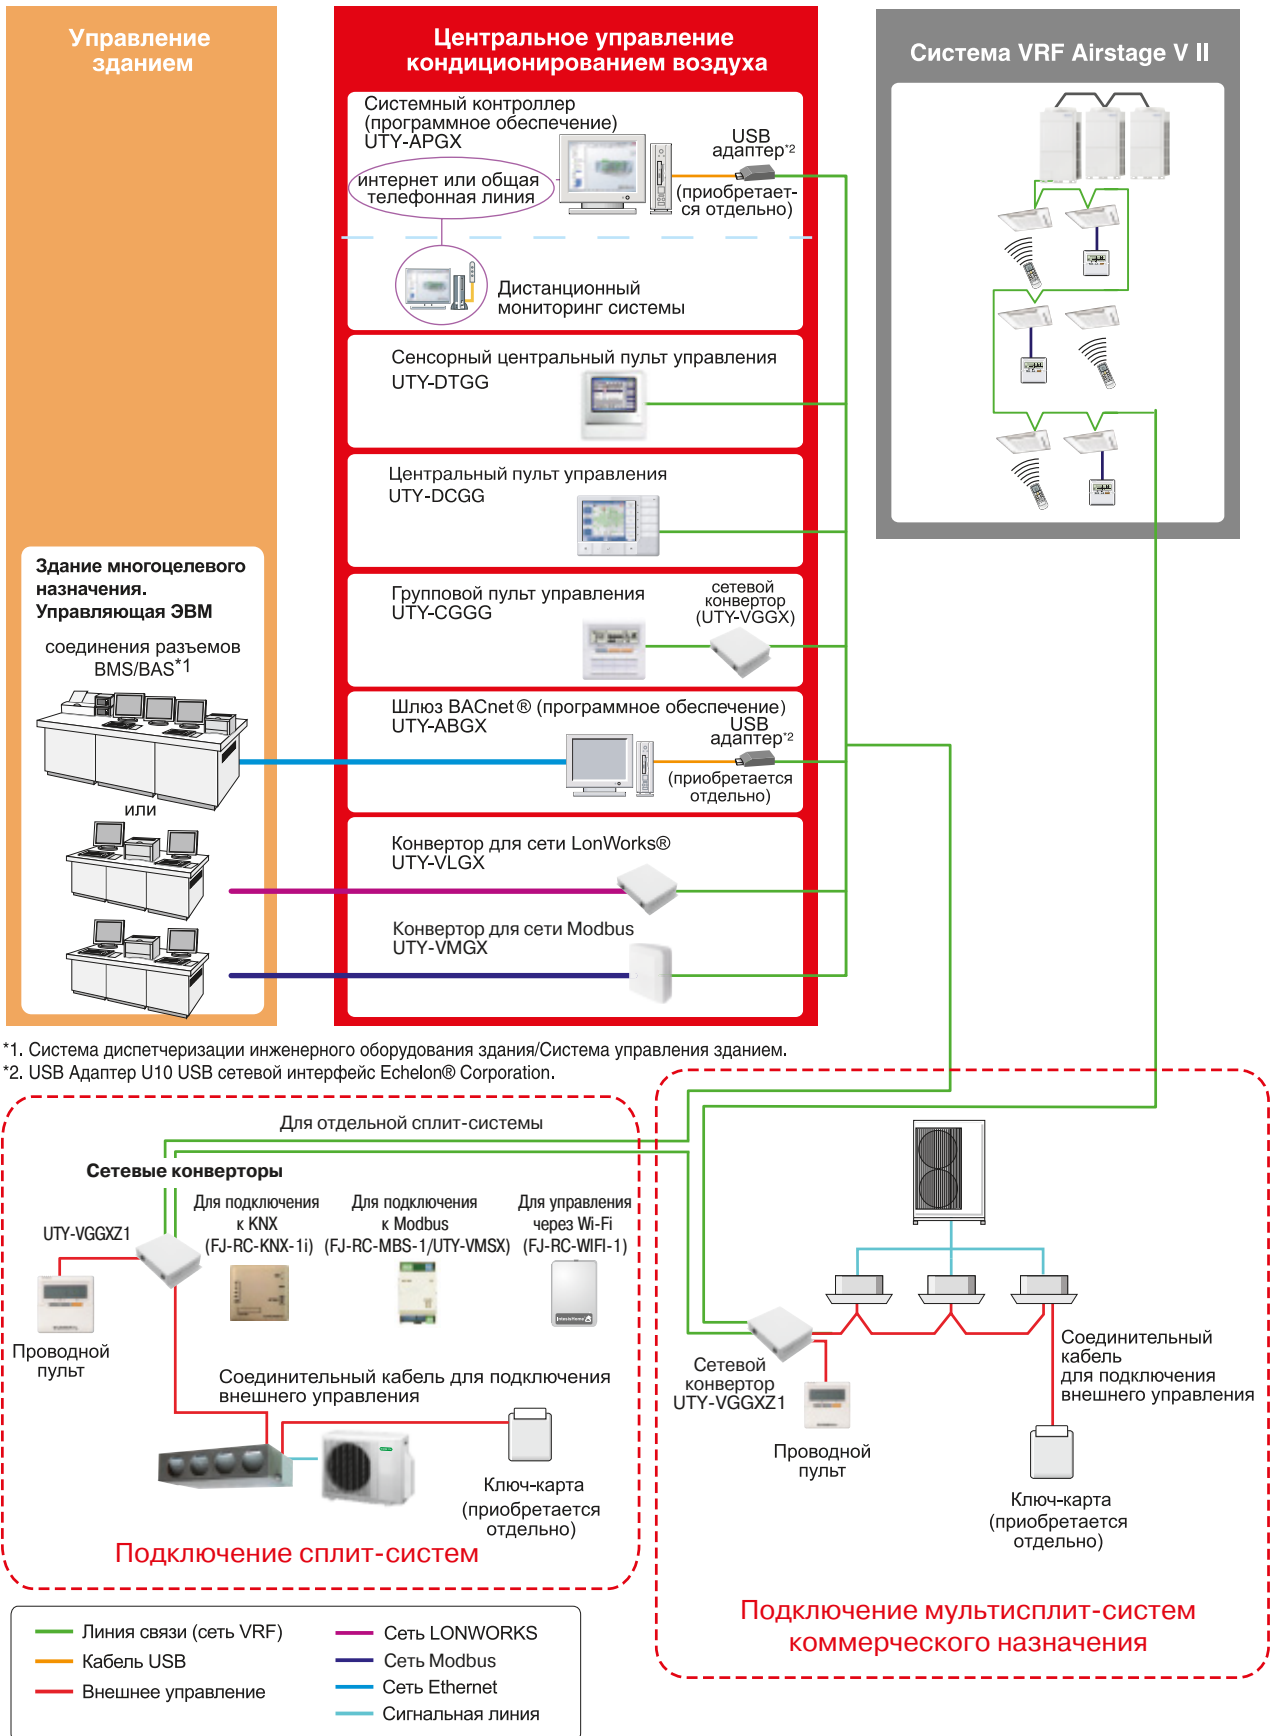 Управление
зданием
Здание многоцелевого
назначения.
Управляющая ЭВМ
соединения разъемов
BMS/BAS*1
или
Центральное управление
кондиционированием воздуха
Системный контроллер
(программное обеспечение)
UTY-APGX
интернет или общая
телефонная линия
USB
адаптер*2
(приобретает-
ся отдельно)
Дистанционный
мониторинг системы
Сенсорный центральный пульт управления
UTY-DTGG
Центральный пульт управления
UTY-DCGG
Групповой пульт управления
UTY-CGGG
сетевой
конвертор
(UTY-VGGX)
Шлюз BACnet® (программное обеспечение)
UTY-ABGX
USB
адаптер*2
(приобретается
отдельно)
Конвертор для сети LonWorks®
UTY-VLGX
Конвертор для сети Modbus
UTY-VMGX
Система VRF Airstage V II
*1. Система диспетчеризации инженерного оборудования здания/Система управления зданием.
*2. USB Адаптер U10 USB сетевой интерфейс Echelon® Corporation.
Для отдельной сплит-системы
Сетевые конверторы
UTY-VGGXZ1
Для подключения
к KNX
(FJ-RC-KNX-1i)
Для подключения
к Modbus
(FJ-RC-MBS-1/UTY-VMSX)
Для управления
через Wi-Fi
(FJ-RC-WIFI-1)
Проводной
пульт
Соединительный кабель для подключения
внешнего управления
Ключ-карта
(приобретается
отдельно)
Подключение сплит-систем
Сетевой
конвертор
UTY-VGGXZ1
Проводной
пульт
Соединительный
кабель
для подключения
внешнего управления
Ключ-карта
(приобретается
отдельно)
Подключение мультисплит-систем
коммерческого назначения
Линия связи (сеть VRF)
Кабель USB
Внешнее управление
Сеть LONWORKS
Сеть Modbus
Сеть Ethernet
Сигнальная линия